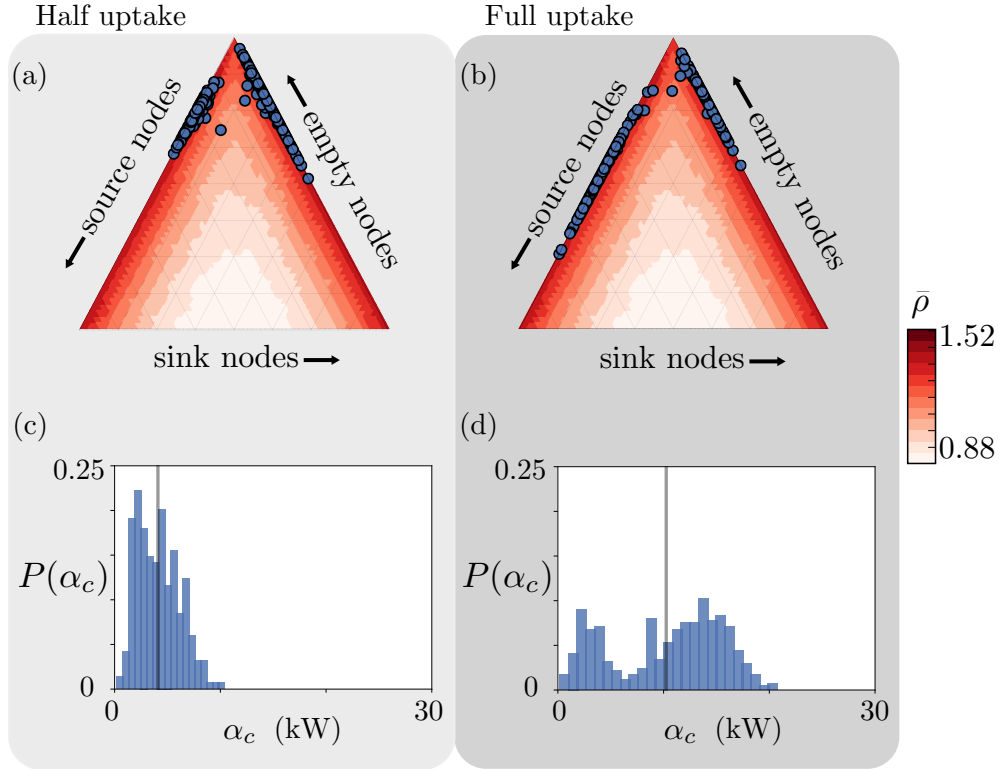 Half uptake
Full uptake
(a)
source nodes
empty nodes
sink nodes
(b)
source nodes
empty nodes
sink nodes
ρ̄
1.52
0.88
(c)
0.25
P(α_c)
0
0
30
α_c (kW)
(d)
0.25
P(α_c)
0
0
30
α_c (kW)